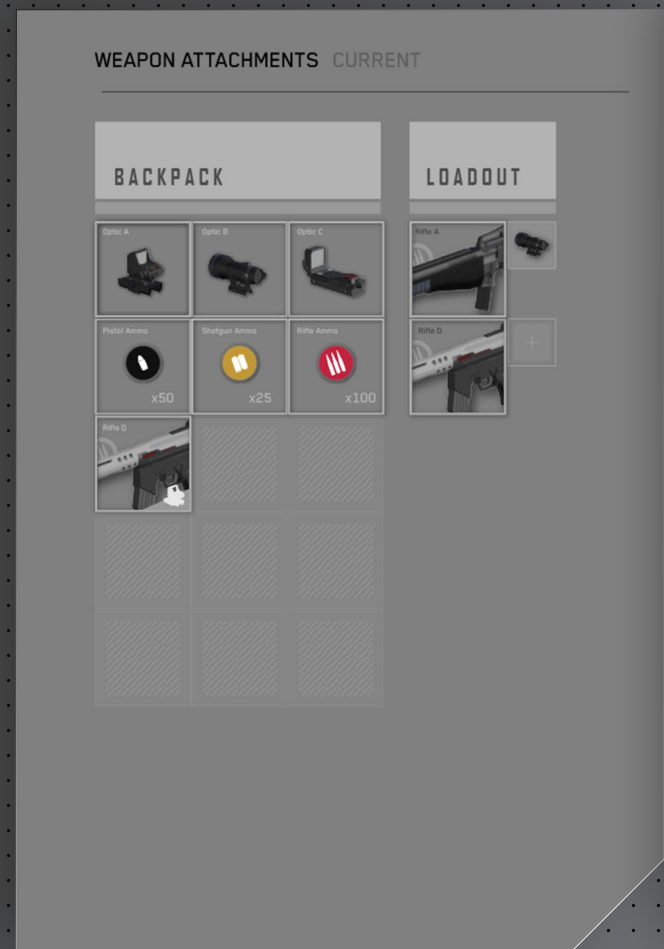 WEAPON ATTACHMENTS CURRENT
BACKPACK
LOADOUT
Optic A
Optic B
Optic C
Rifle A
Pistol Ammo
x50
Shotgun Ammo
x25
Rifle Ammo
x100
Rifle D
+
Rifle D